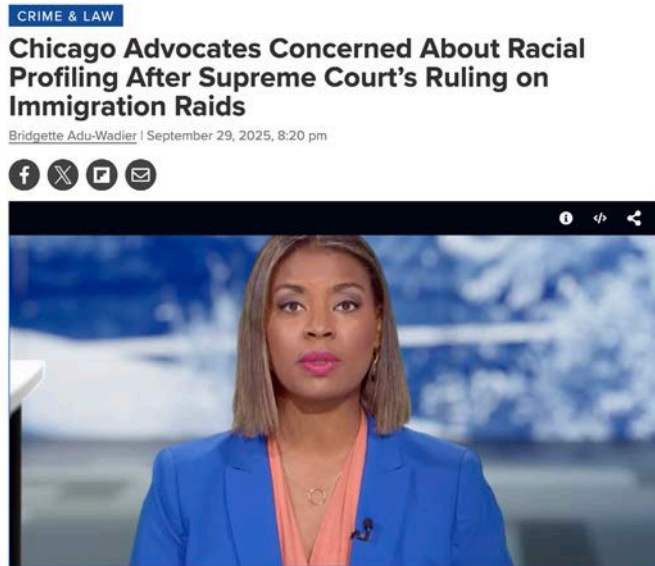 CRIME & LAW
Chicago Advocates Concerned About Racial
Profiling After Supreme Court’s Ruling on
Immigration Raids
Bridgette Adu-Wadier | September 29, 2025, 8:20 pm